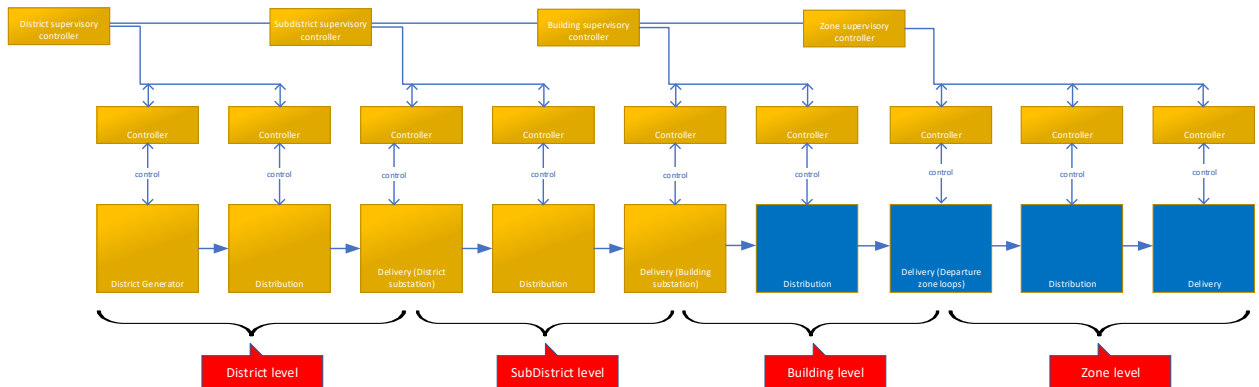 District supervisory
controller
Subdistrict supervisory
controller
Building supervisory
controller
Zone supervisory
controller
Controller
Controller
Controller
Controller
Controller
Controller
Controller
Controller
Controller
control
control
control
control
control
control
control
control
control
District Generator
Distribution
Delivery (District
substation)
Distribution
Delivery (Building
substation)
Distribution
Delivery (Departure
zone loops)
Distribution
Delivery
District level
SubDistrict level
Building level
Zone level